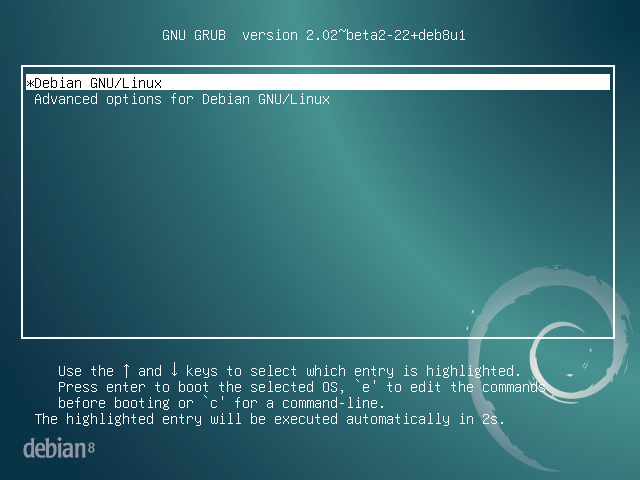 GNU GRUB  version 2.02~beta2-22+deb8u1
*Debian GNU/Linux
Advanced options for Debian GNU/Linux
Use the ↑ and ↓ keys to select which entry is highlighted.
Press enter to boot the selected OS, `e' to edit the commands
before booting or `c' for a command-line.
The highlighted entry will be executed automatically in 2s.
debian 8